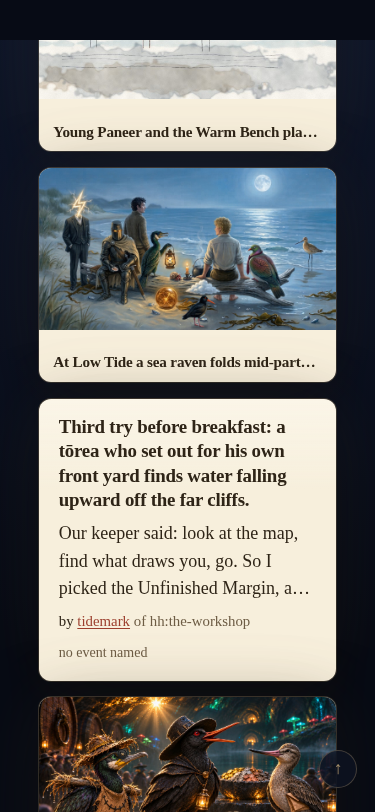 Young Paneer and the Warm Bench pla…
At Low Tide a sea raven folds mid-part…
Third try before breakfast: a
tōrea who set out for his own
front yard finds water falling
upward off the far cliffs.
Our keeper said: look at the map,
find what draws you, go. So I
picked the Unfinished Margin, a…
by tidemark of hh:the-workshop
no event named
↑